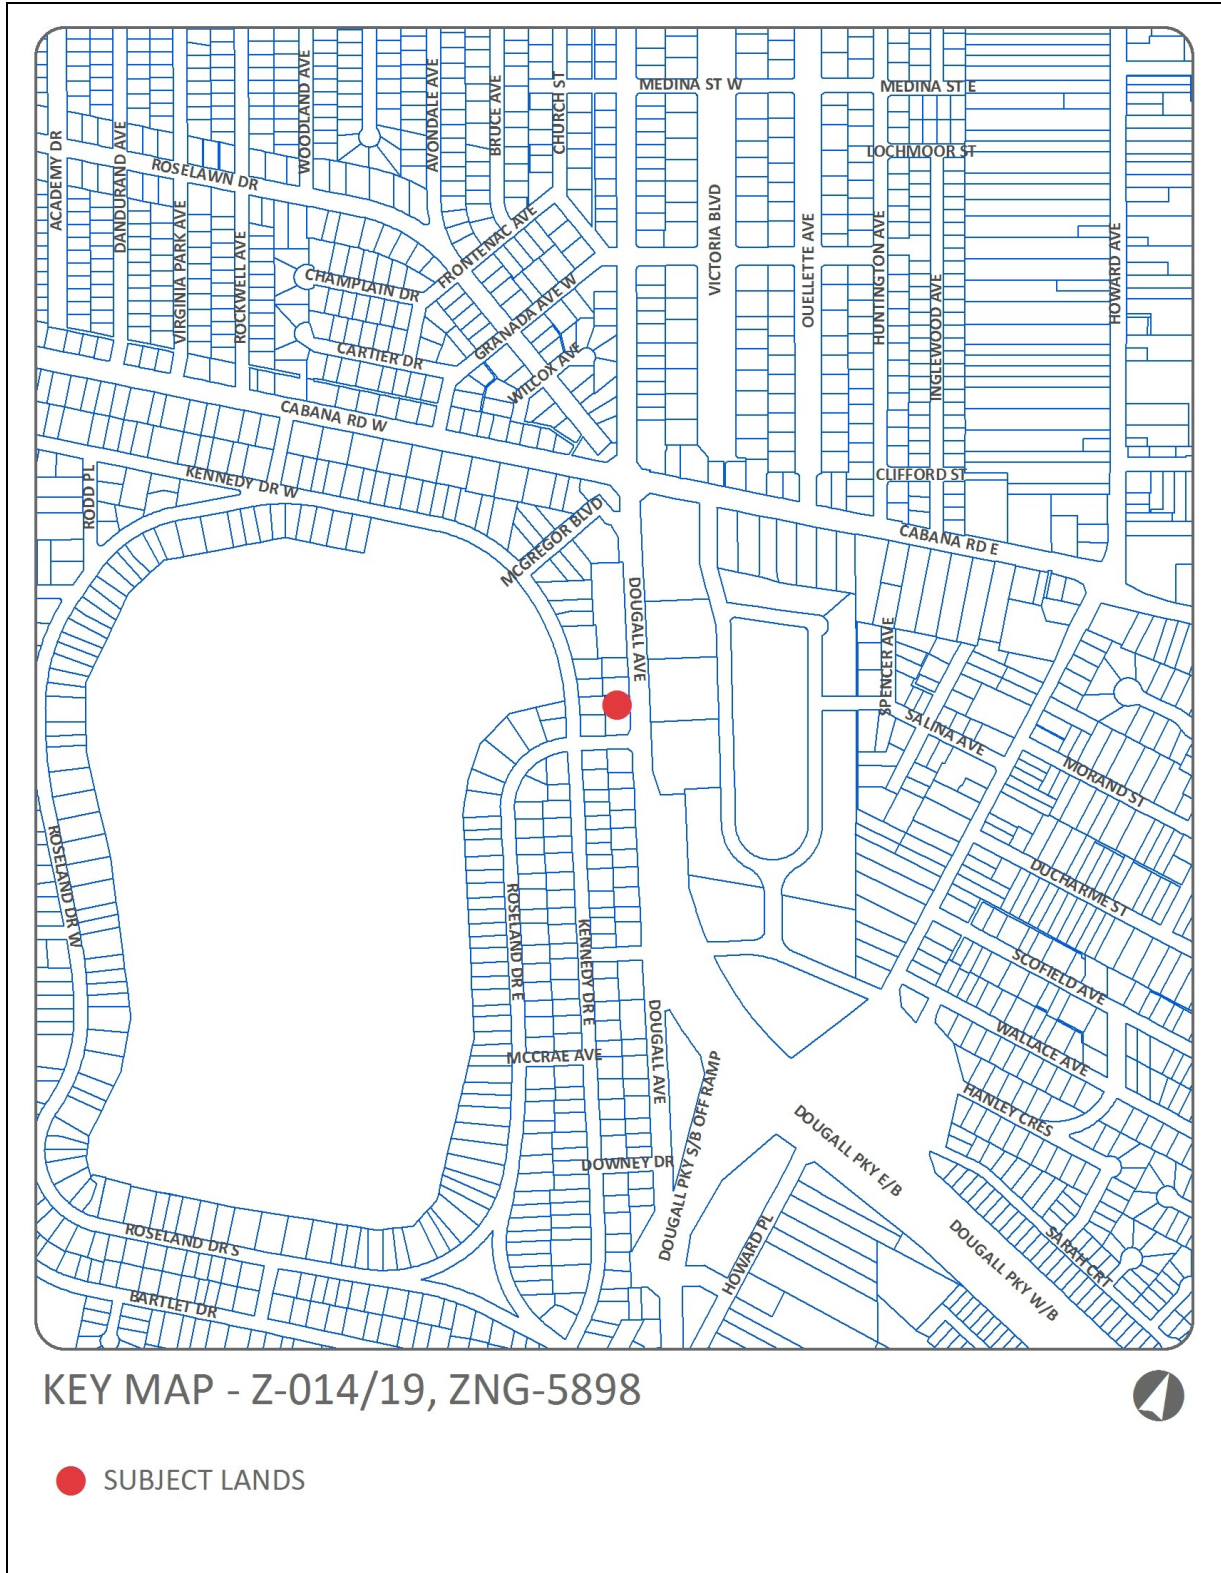 MEDINA ST W
MEDINA ST E
LOCHMOOR ST
ACADEMY DR
DANDURAND AVE
WOODLAND AVE
AVONDALE AVE
BRUCE AVE
CHURCH ST
ROSELAWN DR
VIRGINIA PARK AVE
ROCKWELL AVE
FRONTENAC AVE
VICTORIA BLVD
OUELLETTE AVE
HUNTINGTON AVE
INGLEWOOD AVE
HOWARD AVE
CHAMPLAIN DR
GRANADA AVE W
CARTIER DR
WILCOX AVE
CABANA RD W
KENNEDY DR W
CLIFFORD ST
RODD PL
MCGREGOR BLVD
CABANA RD E
DOUGALL AVE
SPENCER AVE
SALINA AVE
MORAND ST
ROSELAND DR W
DUCHARME ST
ROSELAND DR E
KENNEDY DR E
SCOFIELD AVE
DOUGALL AVE
WALLACE AVE
MCCRAE AVE
HANLEY CRES
DOUGALL PKY S/B OFF RAMP
DOUGALL PKY E/B
DOWNEY DR
ROSELAND DR S
HOWARD PL
DOUGALL PKY W/B
SARAH CRT
BARTLET DR
KEY MAP - Z-014/19, ZNG-5898
SUBJECT LANDS